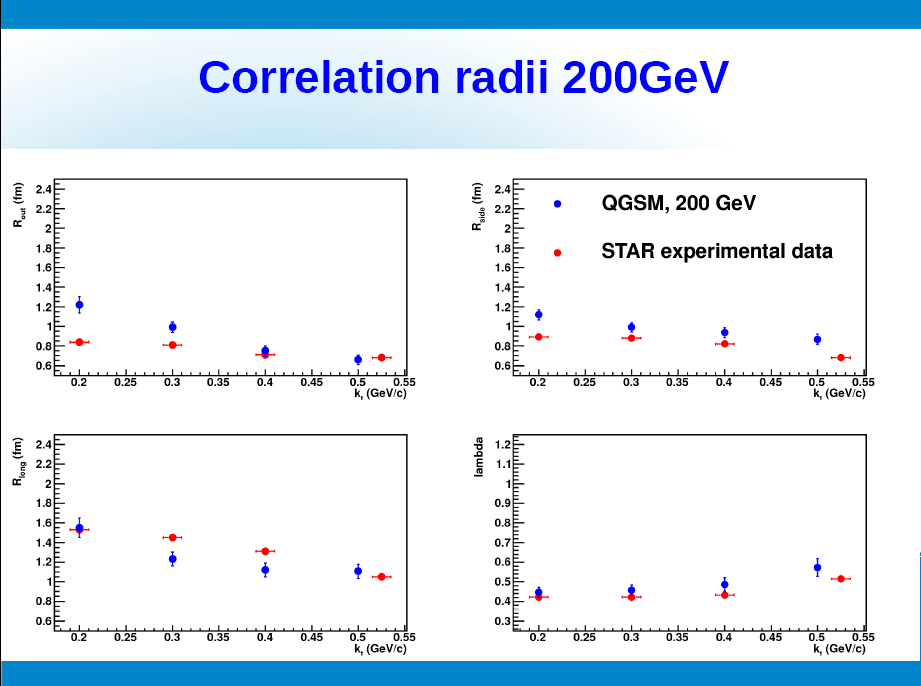 Correlation radii 200GeV
R_out (fm)
2.4
2.2
2
1.8
1.6
1.4
1.2
1
0.8
0.6
0.2 0.25 0.3 0.35 0.4 0.45 0.5 0.55
k_T (GeV/c)
R_side (fm)
2.4
2.2
2
1.8
1.6
1.4
1.2
1
0.8
0.6
QGSM, 200 GeV
STAR experimental data
0.2 0.25 0.3 0.35 0.4 0.45 0.5 0.55
k_T (GeV/c)
R_long (fm)
2.4
2.2
2
1.8
1.6
1.4
1.2
1
0.8
0.6
0.2 0.25 0.3 0.35 0.4 0.45 0.5 0.55
k_T (GeV/c)
lambda
1.2
1.1
1
0.9
0.8
0.7
0.6
0.5
0.4
0.3
0.2 0.25 0.3 0.35 0.4 0.45 0.5 0.55
k_T (GeV/c)